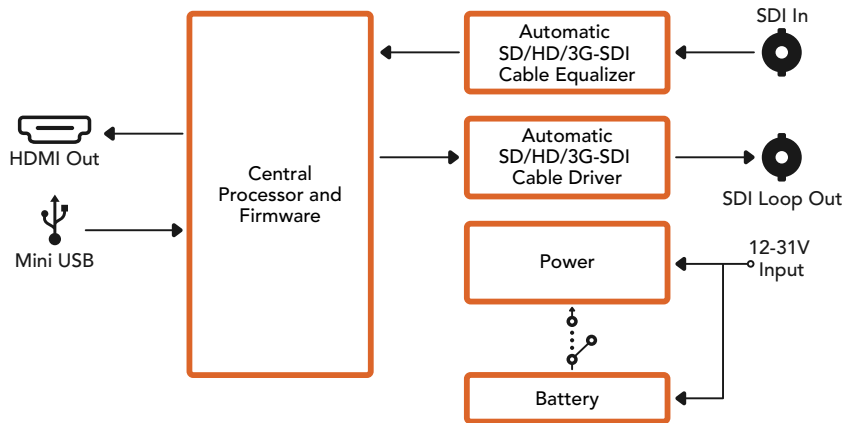 SDI In
Automatic
SD/HD/3G-SDI
Cable Equalizer
HDMI Out
Central
Processor and
Firmware
Automatic
SD/HD/3G-SDI
Cable Driver
SDI Loop Out
Mini USB
Power
12-31V
Input
Battery